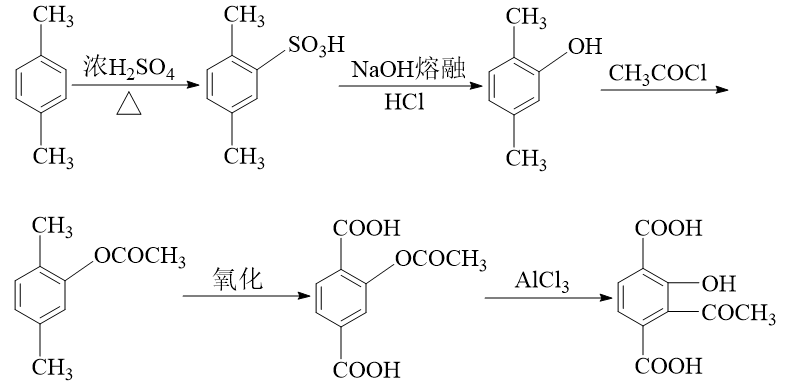 CH₃ CH₃ CH₃
SO₃H OH
浓H₂SO₄ NaOH熔融 CH₃COCl
△ HCl
CH₃ CH₃ CH₃
CH₃ COOH COOH
OCOCH₃ 氧化 OCOCH₃ AlCl₃ OH
COCH₃
CH₃ COOH COOH